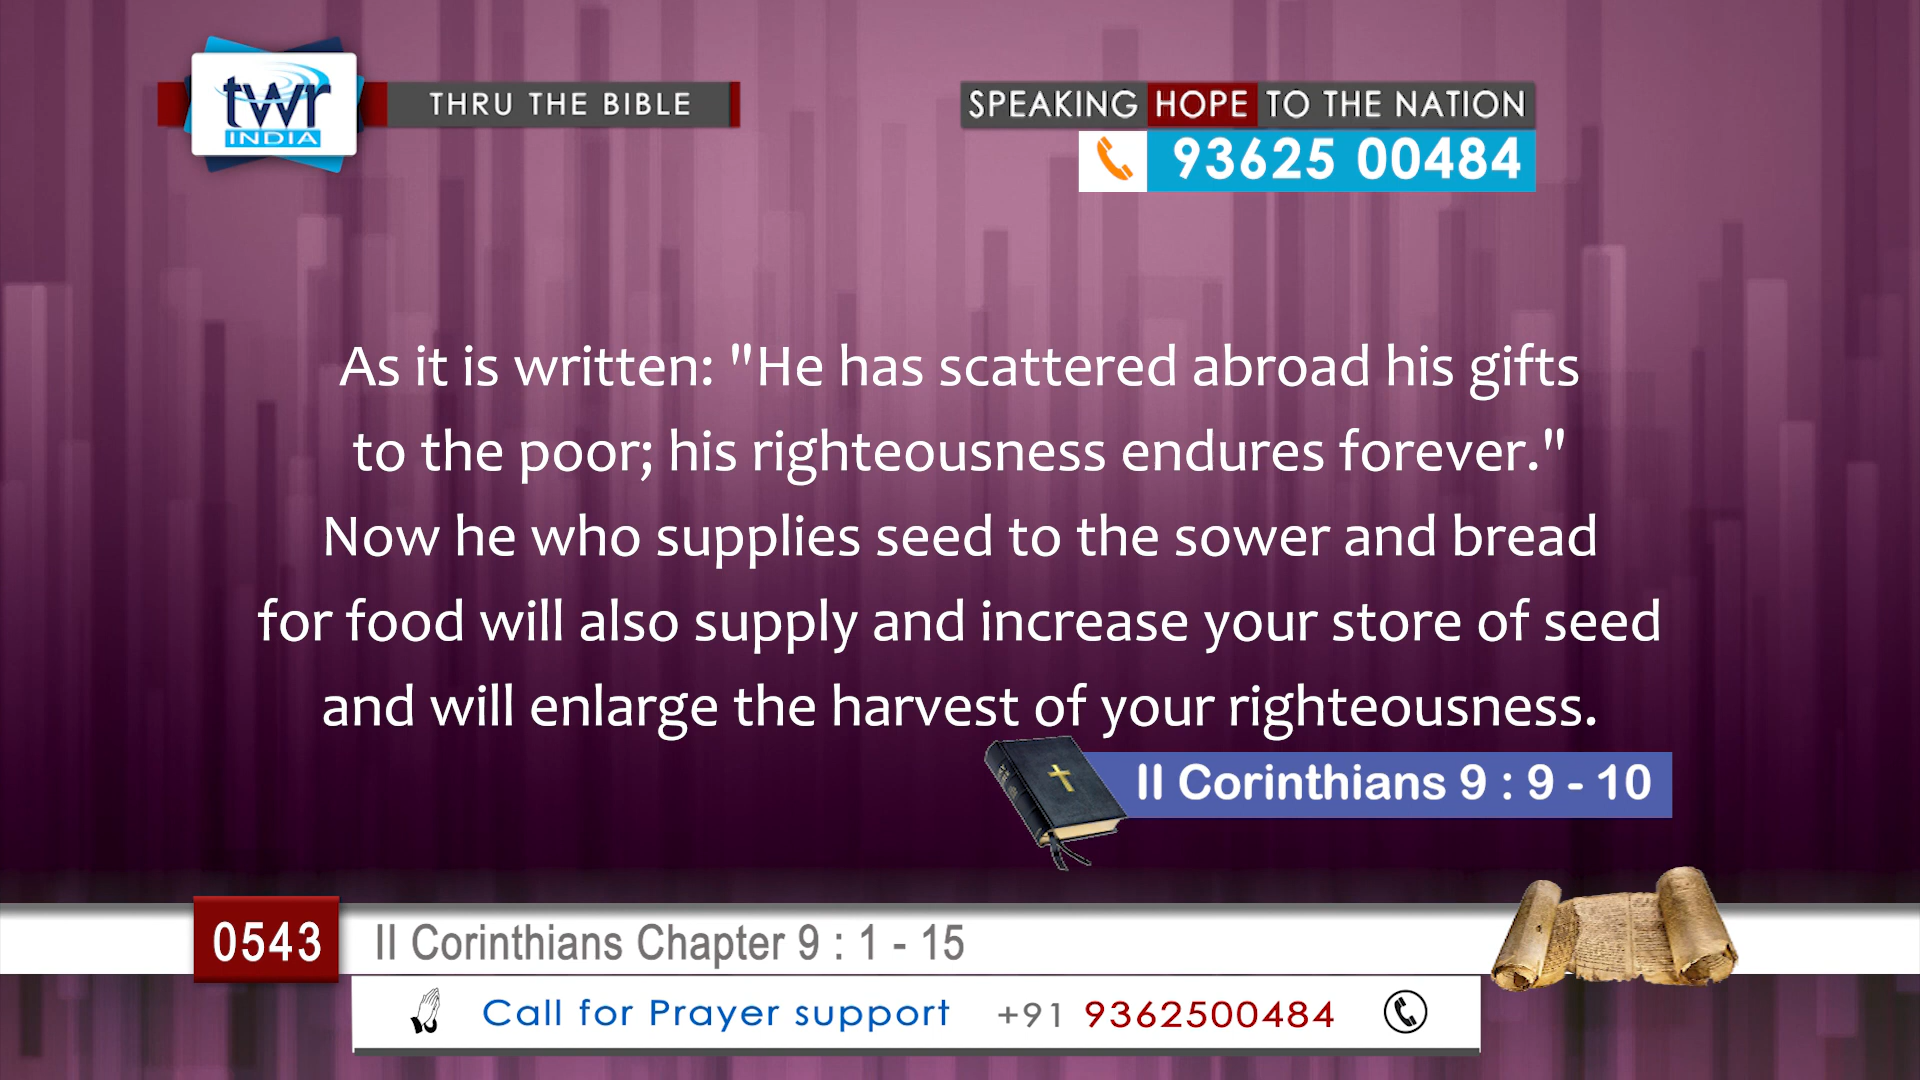 twr
INDIA
THRU THE BIBLE
SPEAKING HOPE TO THE NATION
93625 00484
As it is written: "He has scattered abroad his gifts
to the poor; his righteousness endures forever."
Now he who supplies seed to the sower and bread
for food will also supply and increase your store of seed
and will enlarge the harvest of your righteousness.
II Corinthians 9 : 9 - 10
0543 II Corinthians Chapter 9 : 1 - 15
Call for Prayer support +91 9362500484